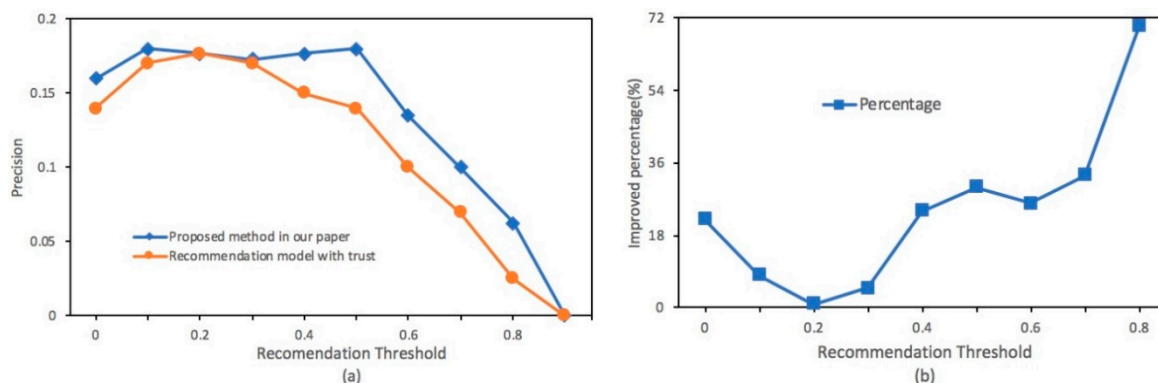 0.2
0.15
0.1
0.05
0
Precision
Proposed method in our paper
Recommendation model with trust
0 0.2 0.4 0.6 0.8
Recomendation Threshold
(a)
72
54
36
18
0
Improved percentage(%)
Percentage
0 0.2 0.4 0.6 0.8
Recommendation Threshold
(b)